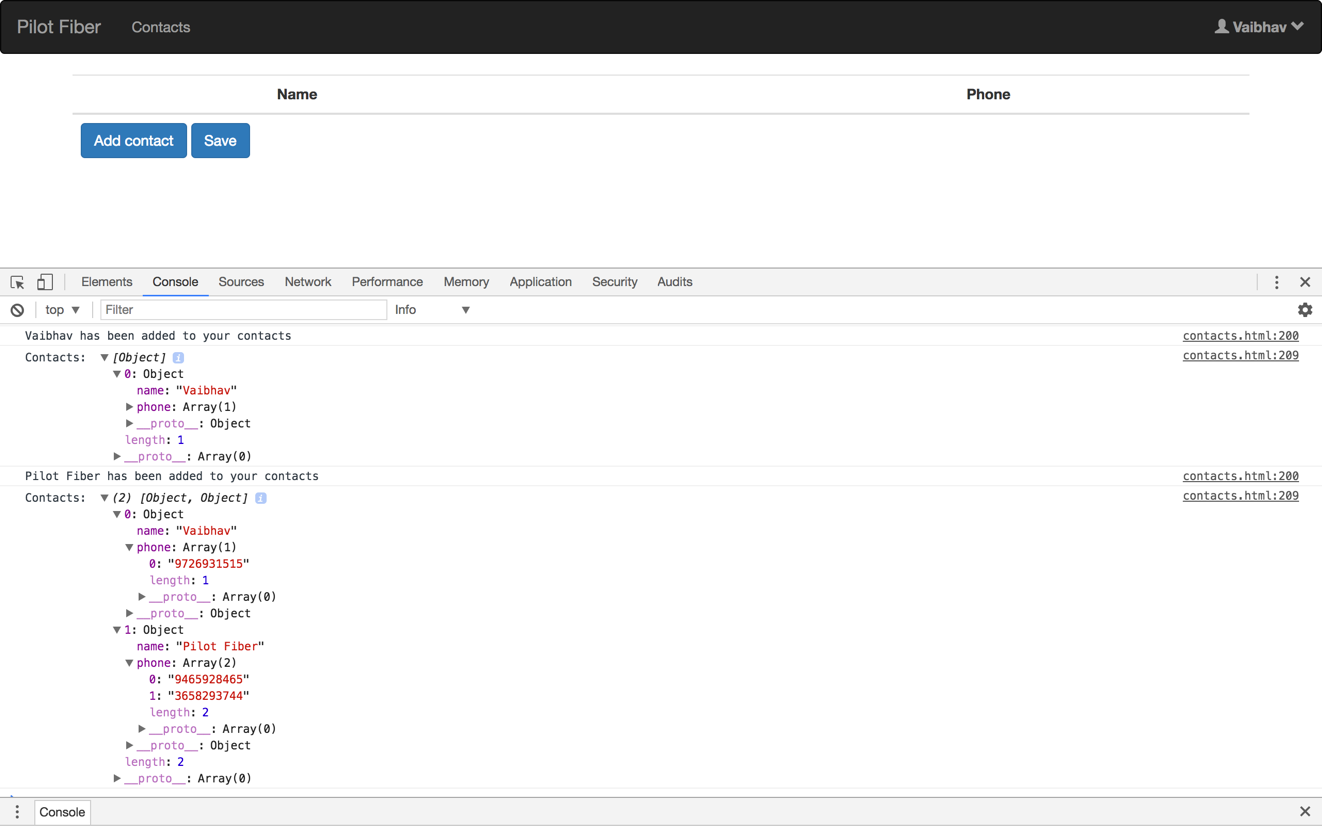 Pilot Fiber Contacts Vaibhav
Name Phone
Add contact Save
Elements Console Sources Network Performance Memory Application Security Audits
top Filter Info
Vaibhav has been added to your contacts contacts.html:200
Contacts: [Object] i contacts.html:209
0: Object
name: "Vaibhav"
phone: Array(1)
__proto__: Object
length: 1
__proto__: Array(0)
Pilot Fiber has been added to your contacts contacts.html:200
Contacts: (2) [Object, Object] i contacts.html:209
0: Object
name: "Vaibhav"
phone: Array(1)
0: "9726931515"
length: 1
__proto__: Array(0)
__proto__: Object
1: Object
name: "Pilot Fiber"
phone: Array(2)
0: "9465928465"
1: "3658293744"
length: 2
__proto__: Array(0)
__proto__: Object
length: 2
__proto__: Array(0)
Console